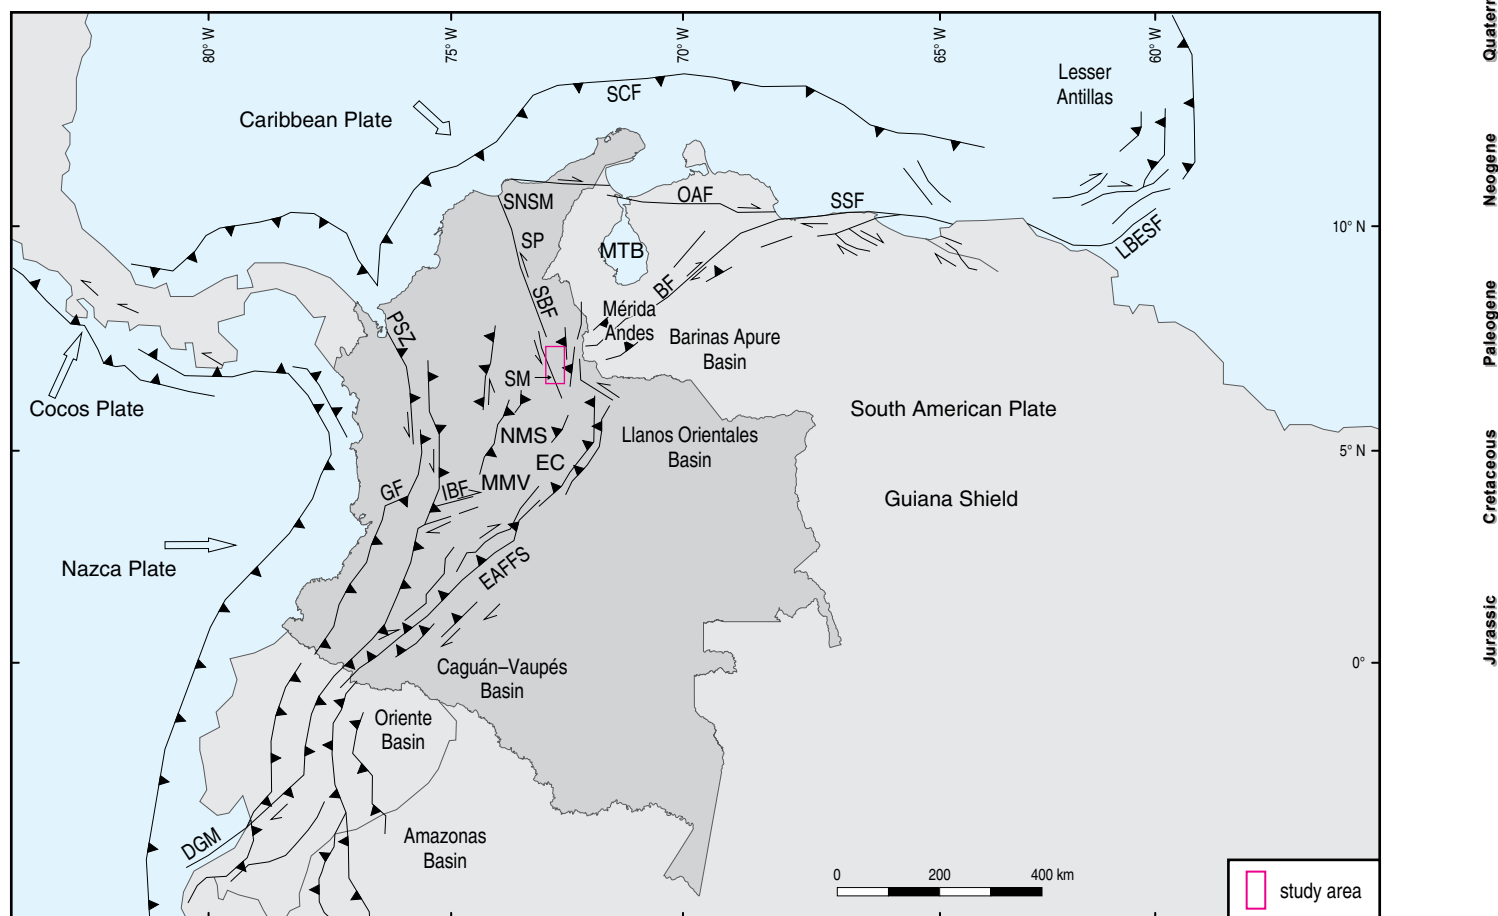 80° W
75° W
70° W
65° W
60° W
Lesser
Antillas
SCF
Caribbean Plate
SNSM
OAF
SSF
10° N
SP
MTB
LBESF
SBF
BF
Mérida
Andes
PSZ
Barinas Apure
Basin
SM
Cocos Plate
South American Plate
NMS
Llanos Orientales
Basin
5° N
EC
MMV
GF
IBF
Guiana Shield
Nazca Plate
EAFFS
Caguán–Vaupés
Basin
0°
Oriente
Basin
DGM
Amazonas
Basin
0
200
400 km
study area
Neogene
Paleogene
Cretaceous
Jurassic